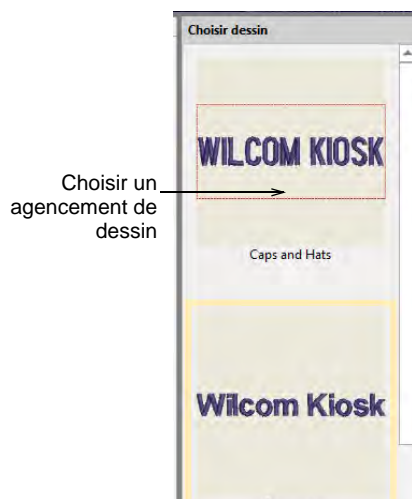 Choisir dessin
WILCOM KIOSK
Choisir un
agencement de
dessin
Caps and Hats
Wilcom Kiosk